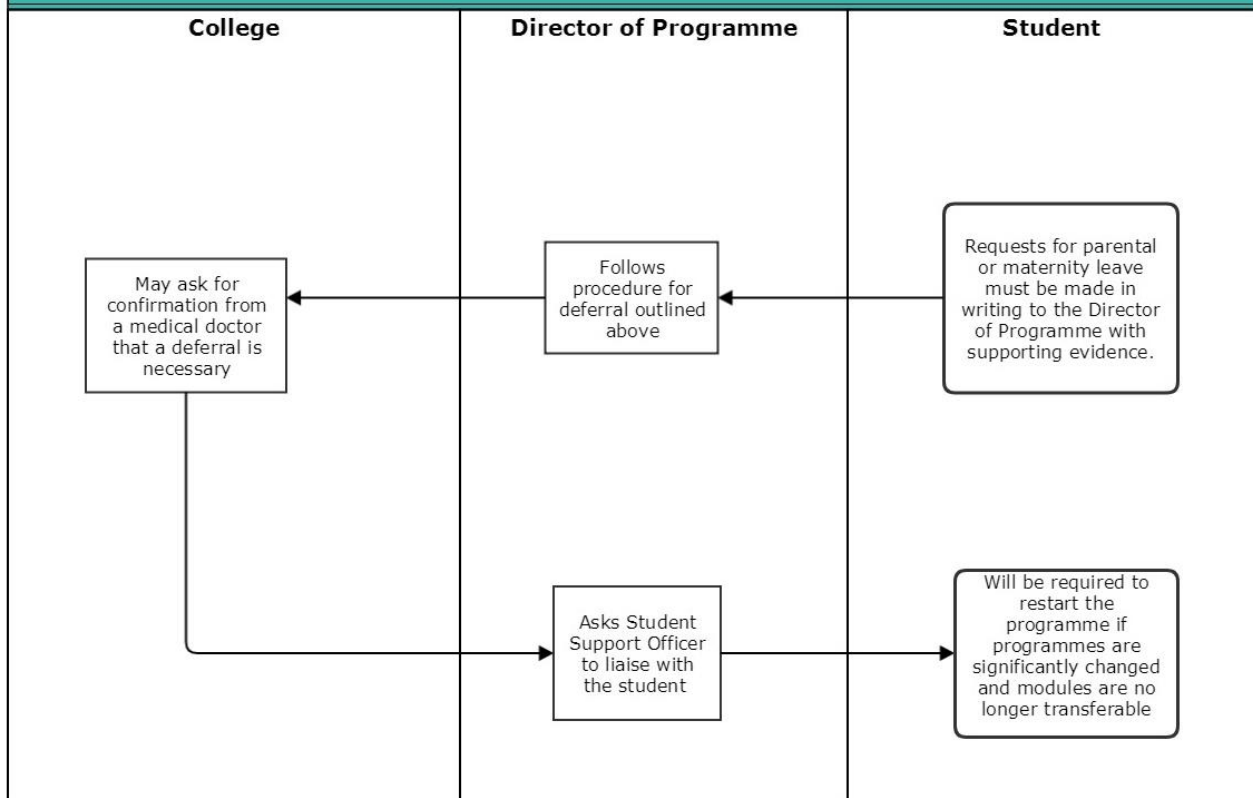 College
Director of Programme
Student
Requests for parental
or maternity leave
must be made in
writing to the Director
of Programme with
supporting evidence.
Follows
procedure for
deferral outlined
above
May ask for
confirmation from
a medical doctor
that a deferral is
necessary
Asks Student
Support Officer
to liaise with
the student
Will be required to
restart the
programme if
programmes are
significantly changed
and modules are no
longer transferable